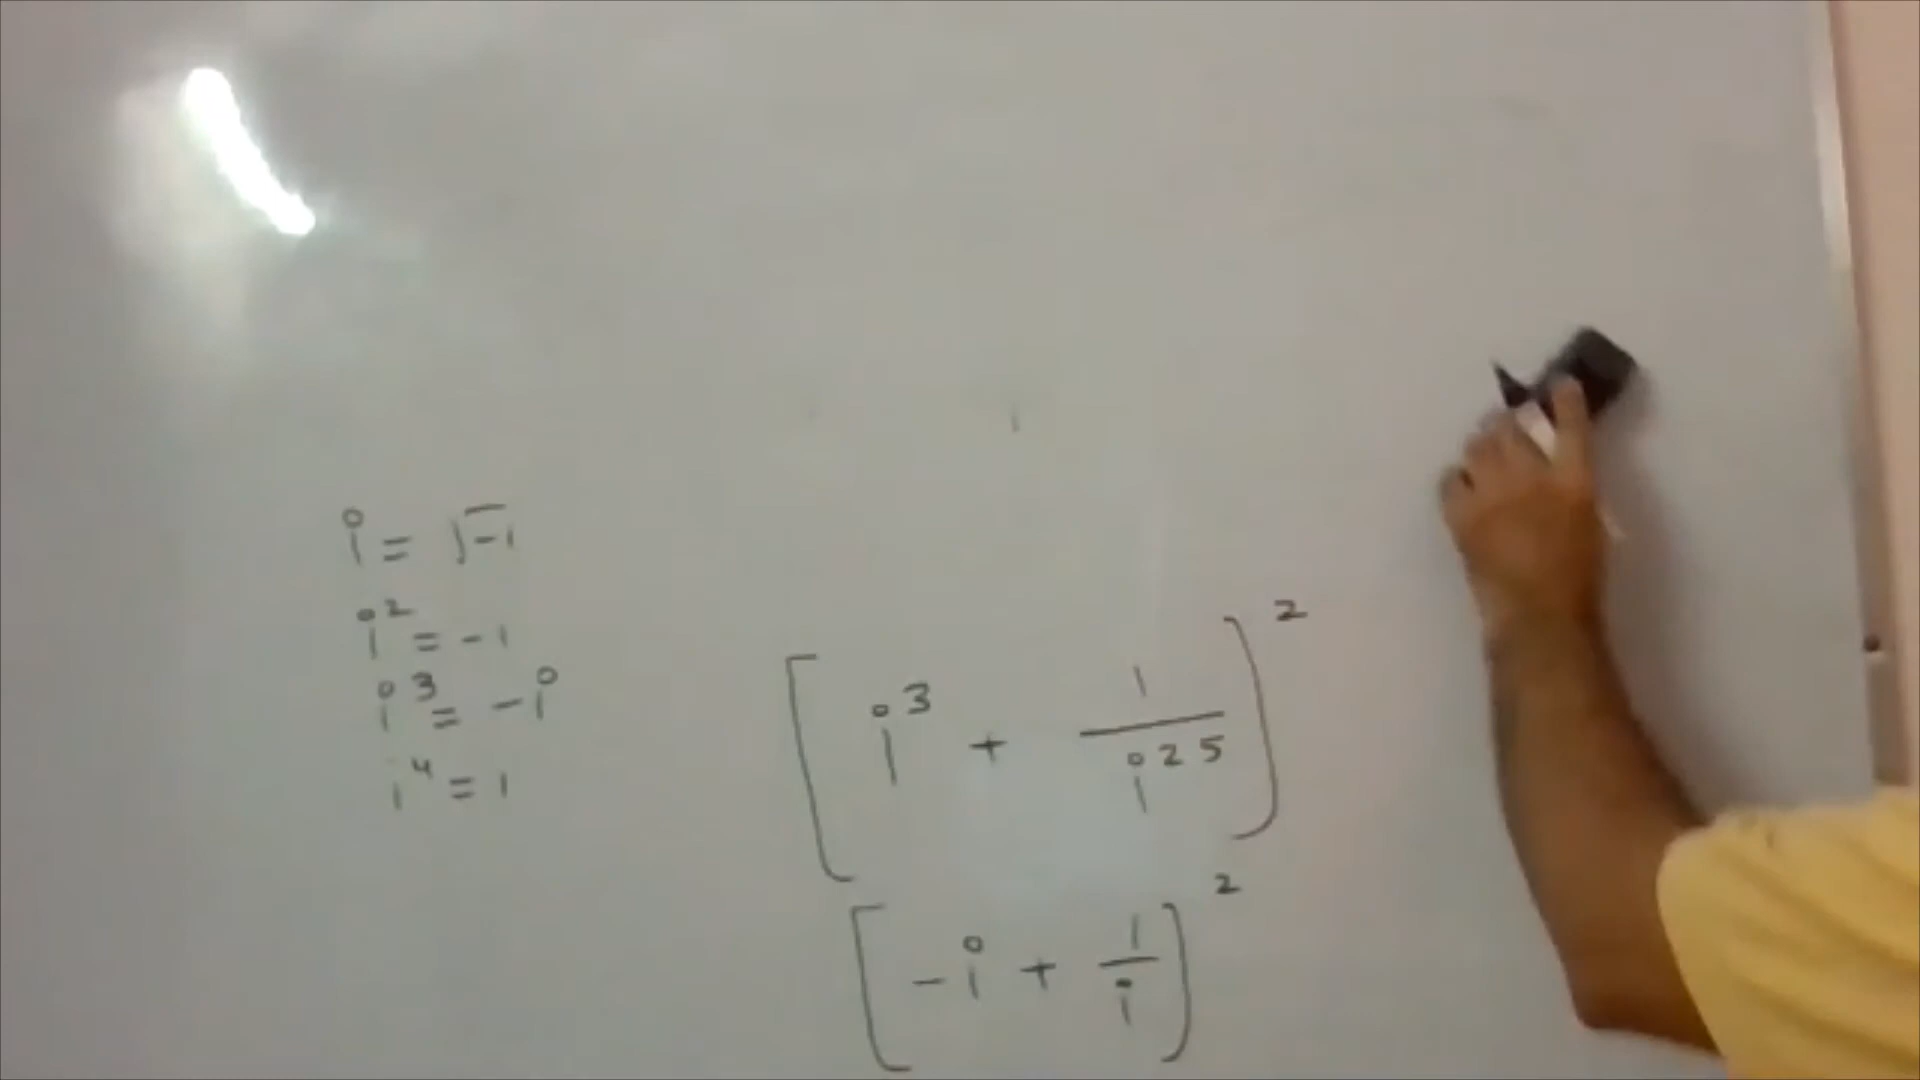 i = √-1
i² = -1
i³ = -i
i⁴ = 1
[i³ + 1/i²⁵]²
[-i + 1/i]²